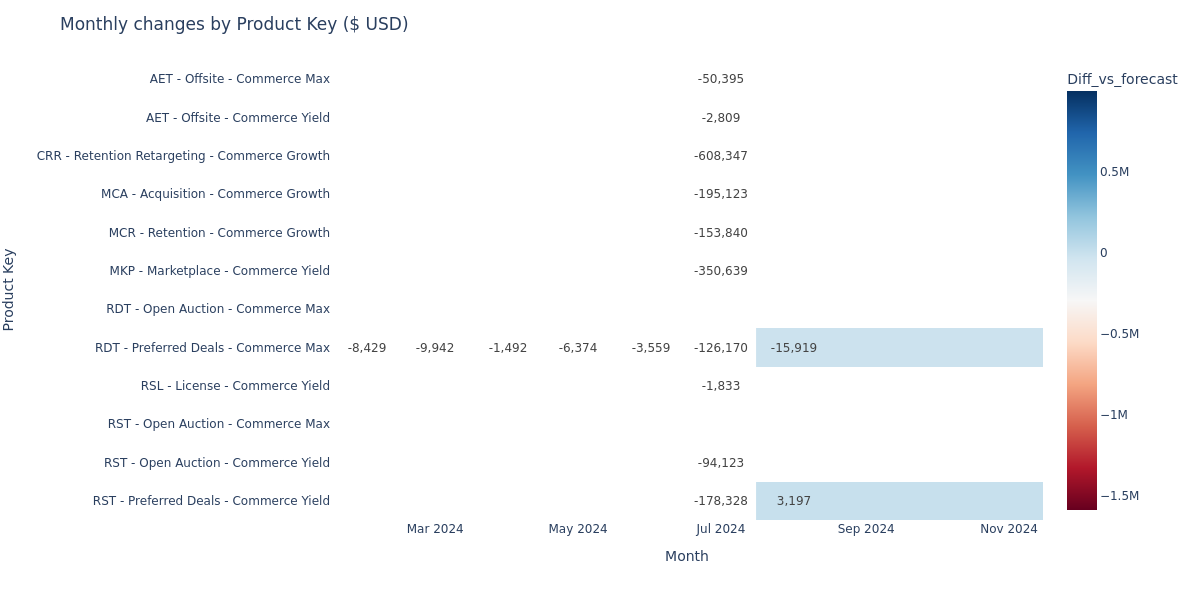 Monthly changes by Product Key ($ USD)
Diff_vs_forecast
AET - Offsite - Commerce Max -50,395
AET - Offsite - Commerce Yield -2,809
CRR - Retention Retargeting - Commerce Growth -608,347
MCA - Acquisition - Commerce Growth -195,123
MCR - Retention - Commerce Growth -153,840
MKP - Marketplace - Commerce Yield -350,639
RDT - Open Auction - Commerce Max
RDT - Preferred Deals - Commerce Max -8,429 -9,942 -1,492 -6,374 -3,559 -126,170 -15,919
RSL - License - Commerce Yield -1,833
RST - Open Auction - Commerce Max
RST - Open Auction - Commerce Yield -94,123
RST - Preferred Deals - Commerce Yield -178,328 3,197
Mar 2024 May 2024 Jul 2024 Sep 2024 Nov 2024
Month
Product Key
0.5M
0
−0.5M
−1M
−1.5M